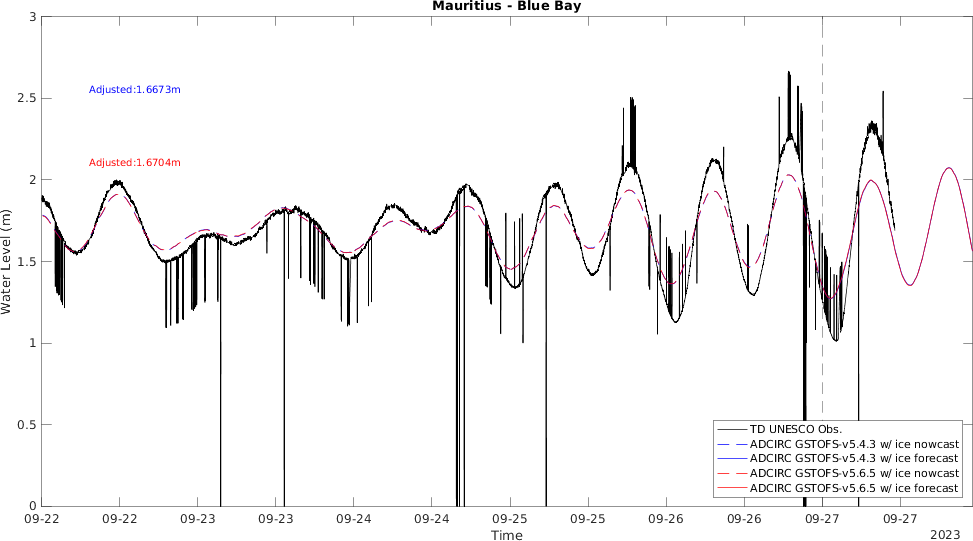 Mauritius - Blue Bay
3
2.5
2
1.5
1
0.5
0
Water Level (m)
Adjusted:1.6673m
Adjusted:1.6704m
TD UNESCO Obs.
ADCIRC GSTOFS-v5.4.3 w/ ice nowcast
ADCIRC GSTOFS-v5.4.3 w/ ice forecast
ADCIRC GSTOFS-v5.6.5 w/ ice nowcast
ADCIRC GSTOFS-v5.6.5 w/ ice forecast
09-22 09-22 09-23 09-23 09-24 09-24 09-25 09-25 09-26 09-26 09-27 09-27
Time
2023